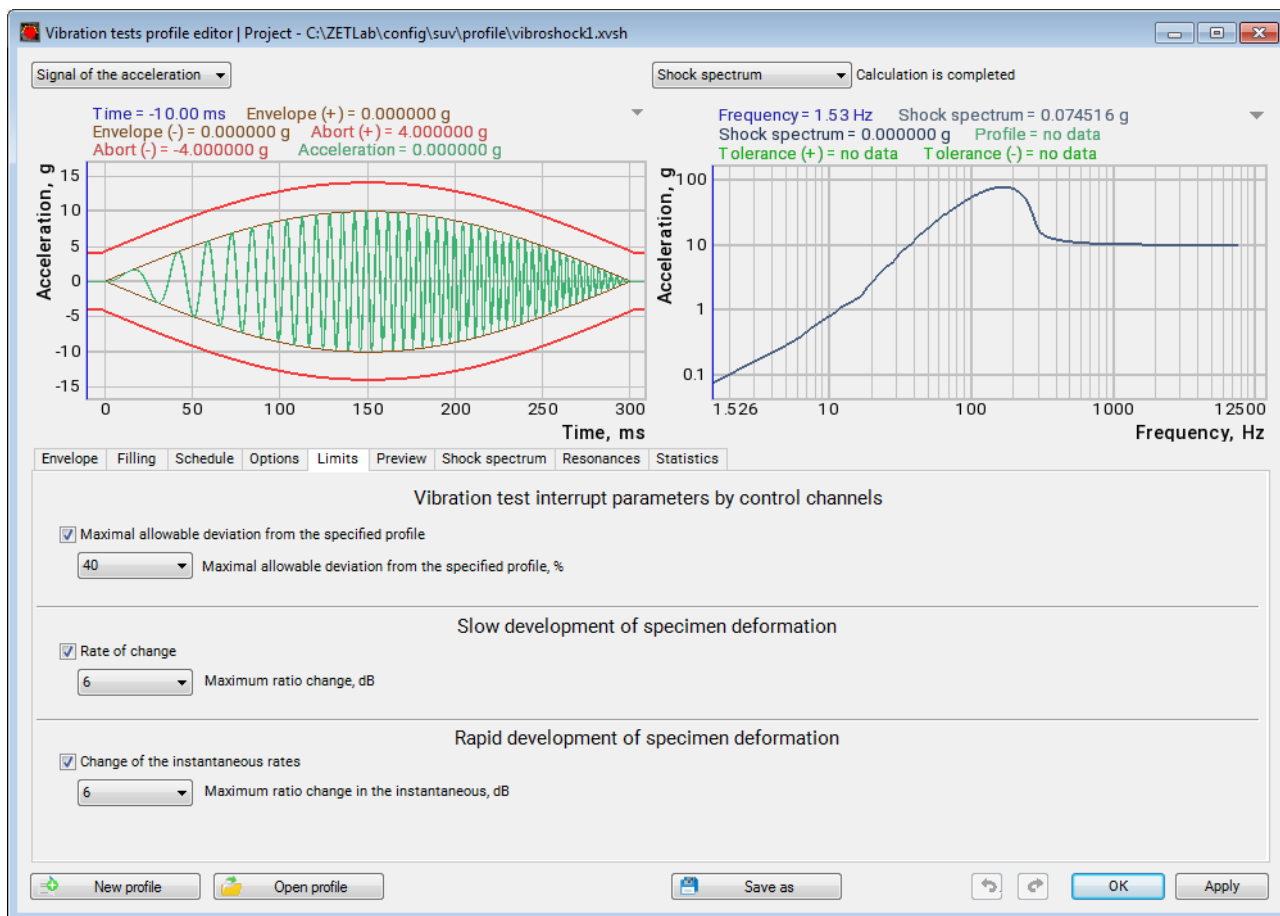 Vibration tests profile editor | Project - C:\ZETLab\config\suv\profile\vibroshock1.xvsh
Signal of the acceleration
Time = -10.00 ms Envelope (+) = 0.000000 g
Envelope (-) = 0.000000 g Abort (+) = 4.000000 g
Abort (-) = -4.000000 g Acceleration = 0.000000 g
Acceleration, g
15
10
5
0
-5
-10
-15
0 50 100 150 200 250 300
Time, ms
Shock spectrum Calculation is completed
Frequency = 1.53 Hz Shock spectrum = 0.074516 g
Shock spectrum = 0.000000 g Profile = no data
Tolerance (+) = no data Tolerance (-) = no data
Acceleration, g
100
10
1
0.1
1.526 10 100 1000 12500
Frequency, Hz
Envelope Filling Schedule Options Limits Preview Shock spectrum Resonances Statistics
Vibration test interrupt parameters by control channels
Maximal allowable deviation from the specified profile
40 Maximal allowable deviation from the specified profile, %
Slow development of specimen deformation
Rate of change
6 Maximum ratio change, dB
Rapid development of specimen deformation
Change of the instantaneous rates
6 Maximum ratio change in the instantaneous, dB
New profile Open profile Save as OK Apply